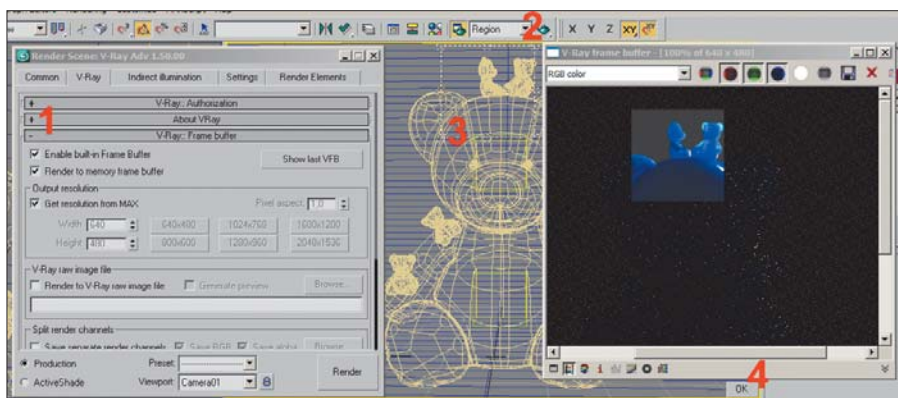 Region
2
X Y Z XY
Render Scene: V-Ray Adv 1.50.00
Common V-Ray Indirect illumination Settings Render Elements
1
+ V-Ray:: Authorization
+ About VRay
- V-Ray:: Frame buffer
Enable built-in Frame Buffer
Render to memory frame buffer
Show last VFB
Output resolution
Get resolution from MAX
Pixel aspect: 1,0
Width 640 640x480 1024x768 1600x1200
Height 480 800x600 1280x960 2048x1536
V-Ray raw image file
Render to V-Ray raw image file Generate preview Browse...
Split render channels
Save separate render channels Save RGB Save alpha Browse...
Production Preset:
ActiveShade Viewport: Camera01
Render
3
V-Ray frame buffer - [100% of 640 x 480]
RGB color
4
OK